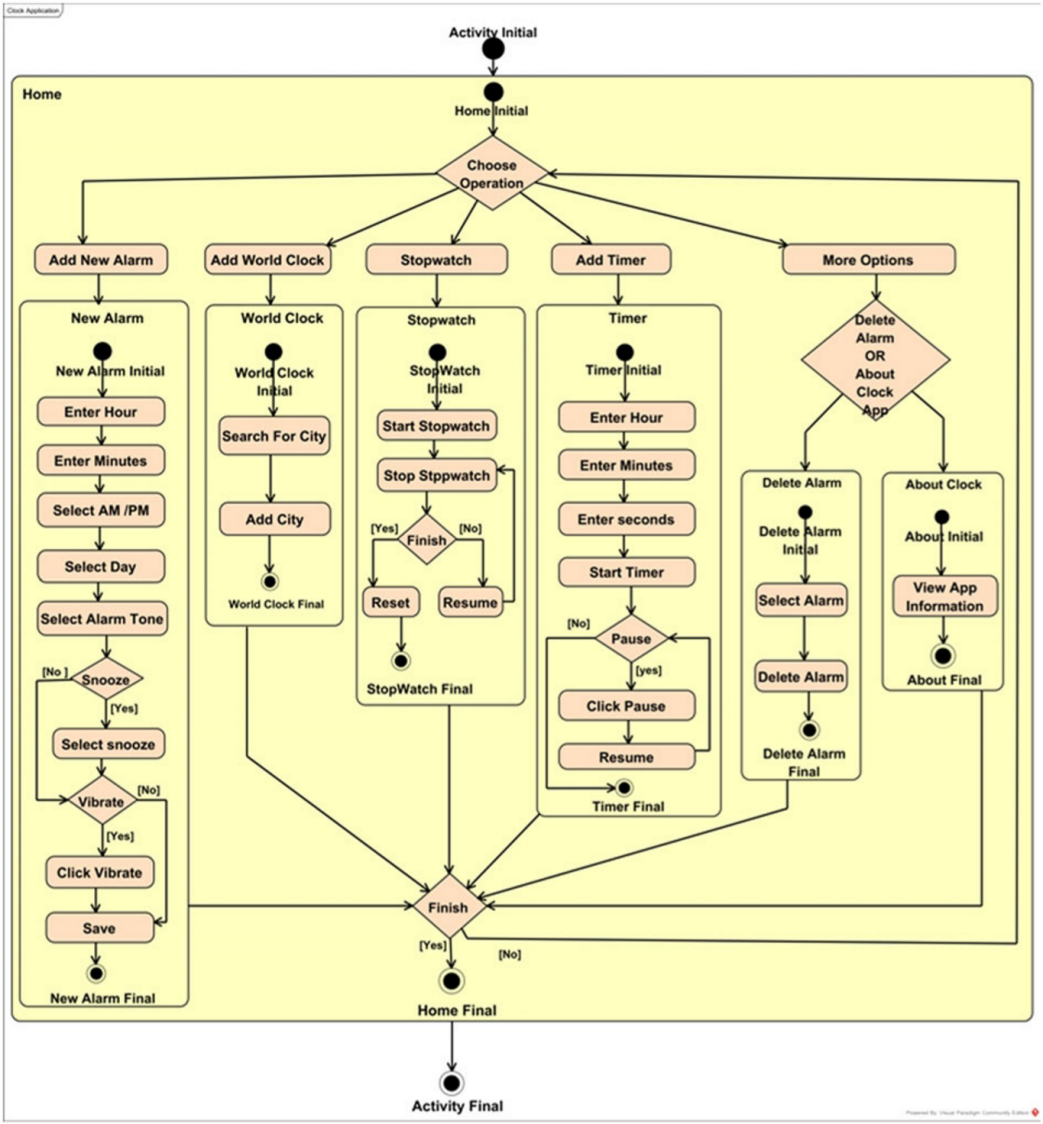 Clock Application
Activity Initial
Home
Home Initial
Choose
Operation
Add New Alarm
Add World Clock
Stopwatch
Add Timer
More Options
New Alarm
New Alarm Initial
Enter Hour
Enter Minutes
Select AM /PM
Select Day
Select Alarm Tone
Snooze
[No ]
[Yes]
Select snooze
Vibrate
[No]
[Yes]
Click Vibrate
Save
New Alarm Final
World Clock
World Clock
Initial
Search For City
Add City
World Clock Final
Stopwatch
StopWatch
Initial
Start Stopwatch
Stop Stppwatch
[Yes]
[No]
Finish
Reset
Resume
StopWatch Final
Timer
Timer Initial
Enter Hour
Enter Minutes
Enter seconds
Start Timer
[No]
Pause
[yes]
Click Pause
Resume
Timer Final
Delete
Alarm
OR
About
Clock
App
Delete Alarm
Delete Alarm
Initial
Select Alarm
Delete Alarm
Delete Alarm
Final
About Clock
About Initial
View App
Information
About Final
Finish
[Yes]
[No]
Home Final
Activity Final
Powered By: Visual Paradigm Community Edition